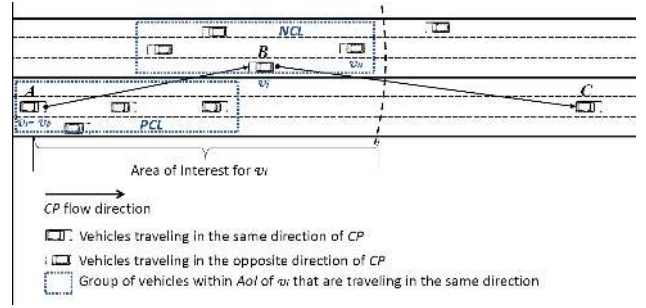 NCL
B
vn
vj
A
C
vi= vp
PCL
Area of Interest for vi
CP flow direction
Vehicles traveling in the same direction of CP
Vehicles traveling in the opposite direction of CP
Group of vehicles within AoI of vi that are traveling in the same direction